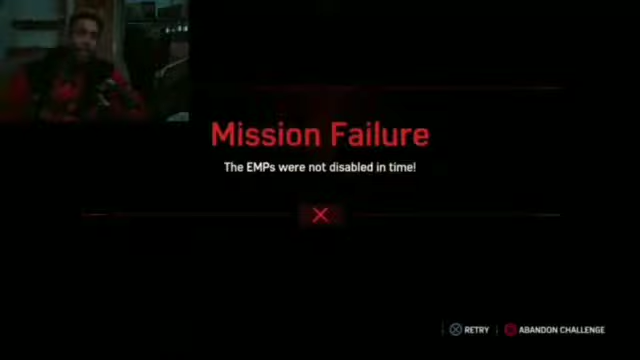 Mission Failure
The EMPs were not disabled in time!
RETRY
ABANDON CHALLENGE